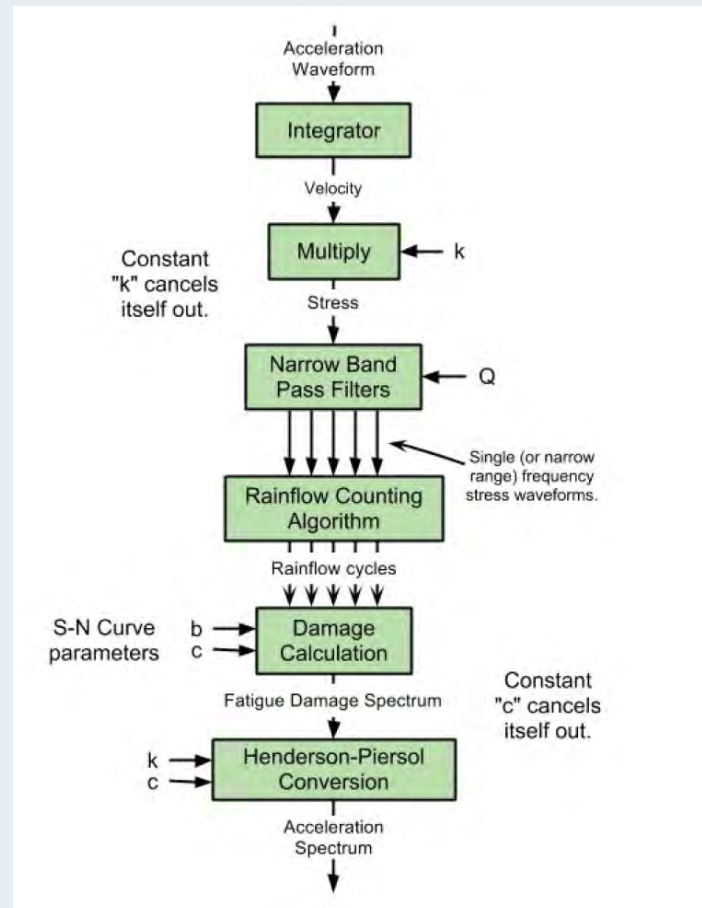 Acceleration
Waveform
Integrator
Velocity
Multiply
k
Constant
"k" cancels
itself out.
Stress
Narrow Band
Pass Filters
Q
Single (or narrow
range) frequency
stress waveforms.
Rainflow Counting
Algorithm
Rainflow cycles
S-N Curve
parameters
b
c
Damage
Calculation
Fatigue Damage Spectrum
Constant
"c" cancels
itself out.
k
c
Henderson-Piersol
Conversion
Acceleration
Spectrum